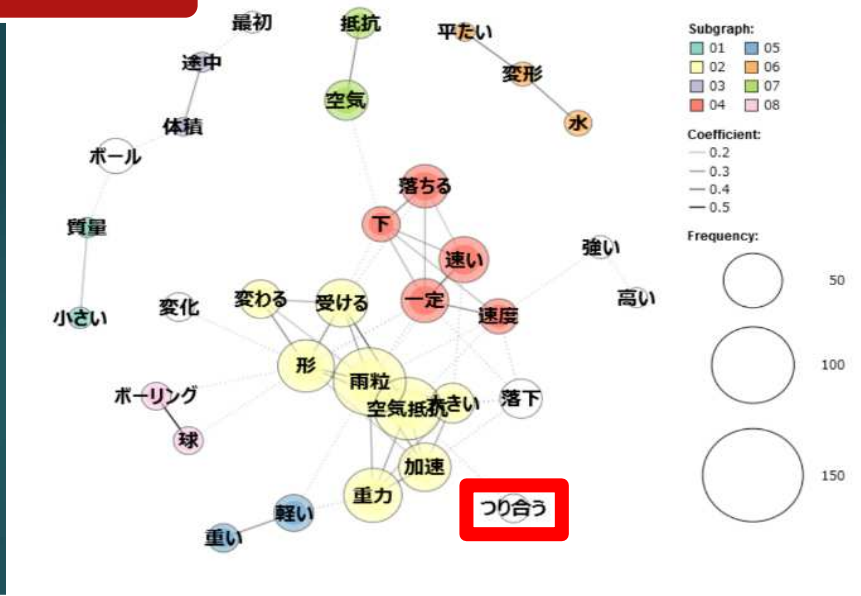 最初
抵抗
平たい
途中
変形
空気
水
体積
ボール
落ちる
下
質量
速い
強い
一定
変わる
受ける
高い
変化
速度
小さい
形
雨粒
ボーリング
空気抵抗
大きい
落下
球
加速
重力
つり合う
軽い
重い
Subgraph:
01 05
02 06
03 07
04 08
Coefficient:
0.2
0.3
0.4
0.5
Frequency:
50
100
150